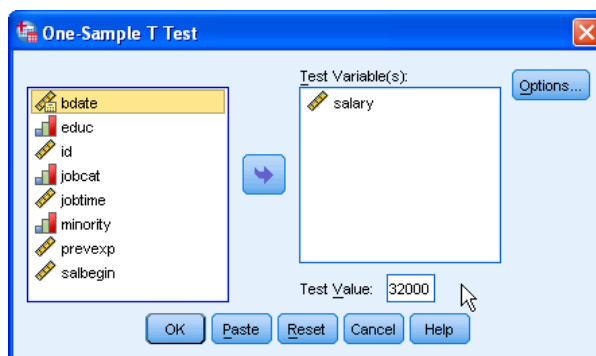 One-Sample T Test
Test Variable(s):
Options...
bdate
educ
id
jobcat
jobtime
minority
prevexp
salbegin
salary
Test Value: 32000
OK Paste Reset Cancel Help